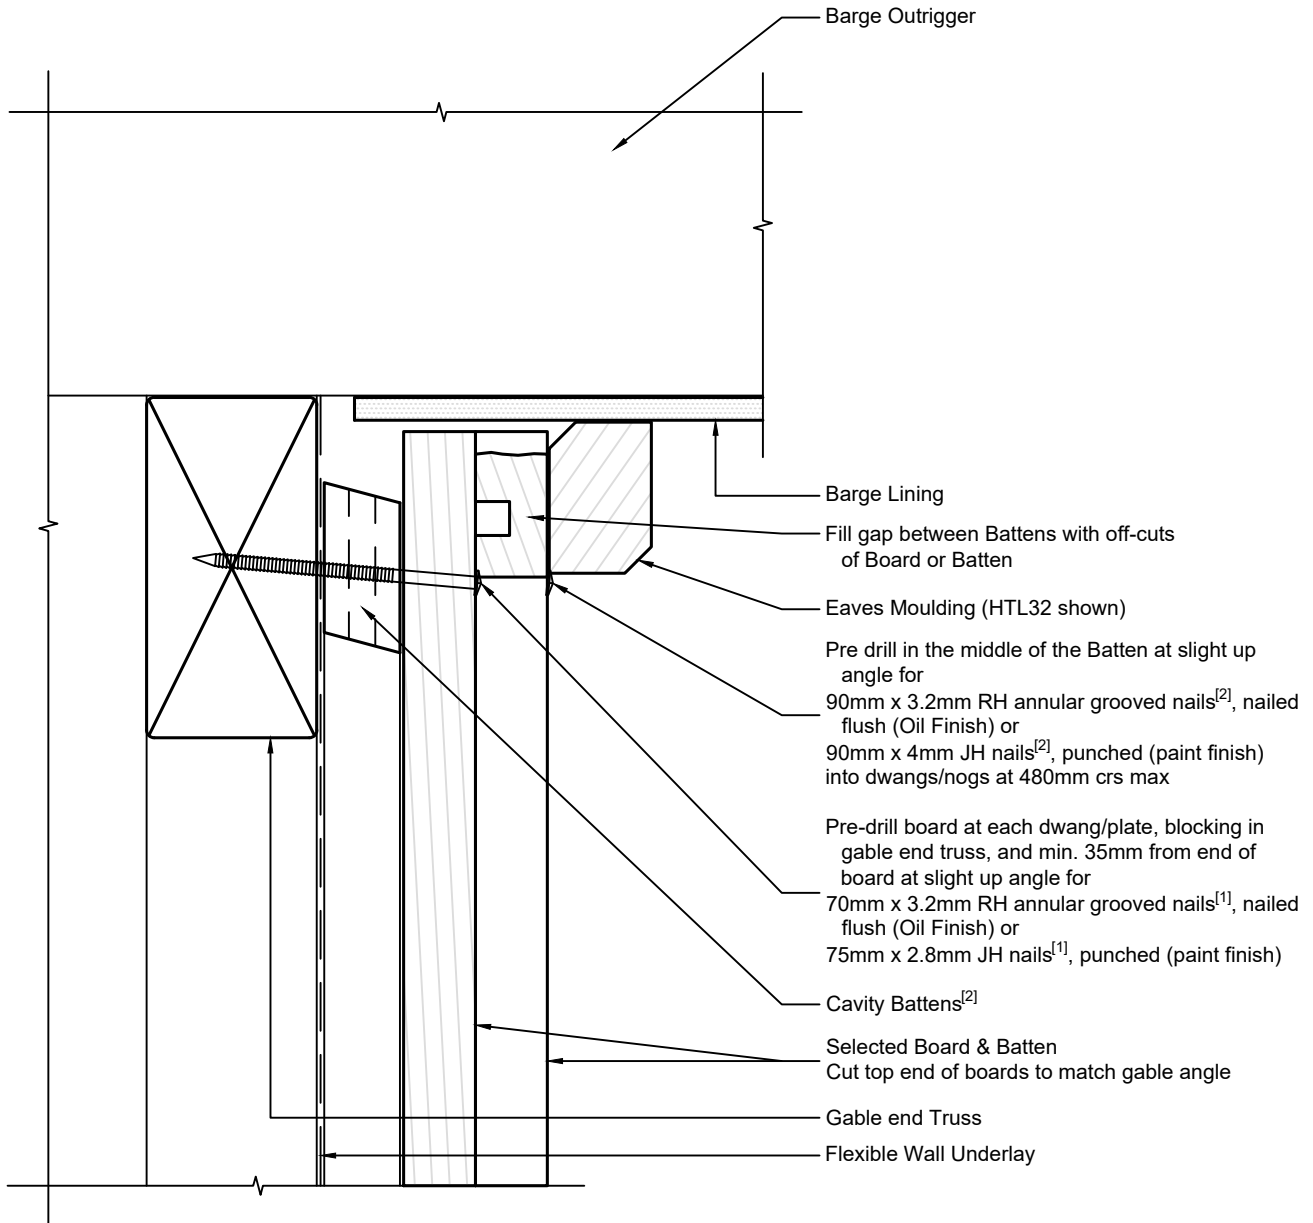 Barge Outrigger
Barge Lining
Fill gap between Battens with off-cuts
of Board or Batten
Eaves Moulding (HTL32 shown)
Pre drill in the middle of the Batten at slight up
angle for
90mm x 3.2mm RH annular grooved nails[2], nailed
flush (Oil Finish) or
90mm x 4mm JH nails[2], punched (paint finish)
into dwangs/nogs at 480mm crs max
Pre-drill board at each dwang/plate, blocking in
gable end truss, and min. 35mm from end of
board at slight up angle for
70mm x 3.2mm RH annular grooved nails[1], nailed
flush (Oil Finish) or
75mm x 2.8mm JH nails[1], punched (paint finish)
Cavity Battens[2]
Selected Board & Batten
Cut top end of boards to match gable angle
Gable end Truss
Flexible Wall Underlay